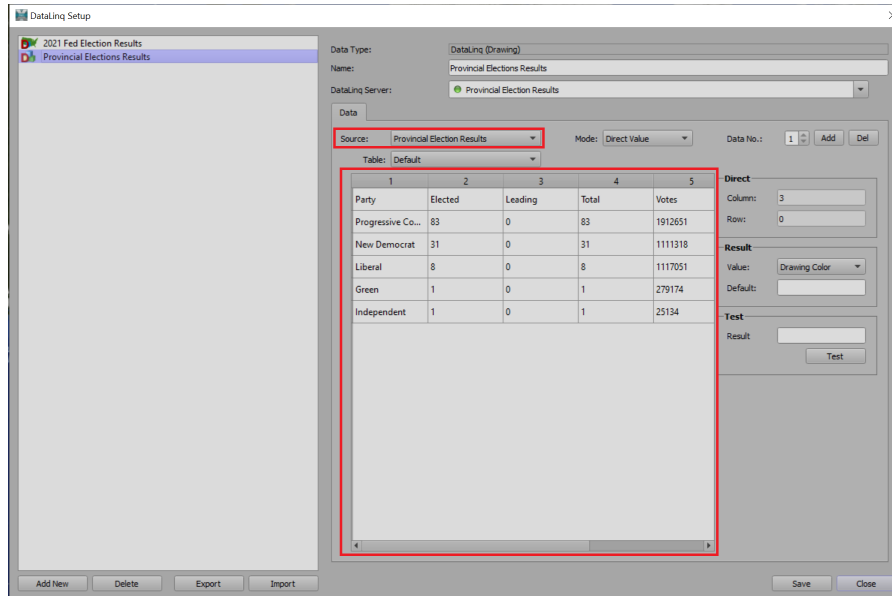 DataLinq Setup
2021 Fed Election Results
Provincial Elections Results
Data Type: DataLinq (Drawing)
Name: Provincial Elections Results
DataLinq Server: Provincial Election Results
Data
Source: Provincial Election Results Mode: Direct Value Data No.: 1 Add Del
Table: Default
1 2 3 4 5
Party Elected Leading Total Votes
Progressive Co... 83 0 83 1912651
New Democrat 31 0 31 1111318
Liberal 8 0 8 1117051
Green 1 0 1 279174
Independent 1 0 1 25134
Direct
Column: 3
Row: 0
Result
Value: Drawing Color
Default:
Test
Result
Test
Add New Delete Export Import Save Close